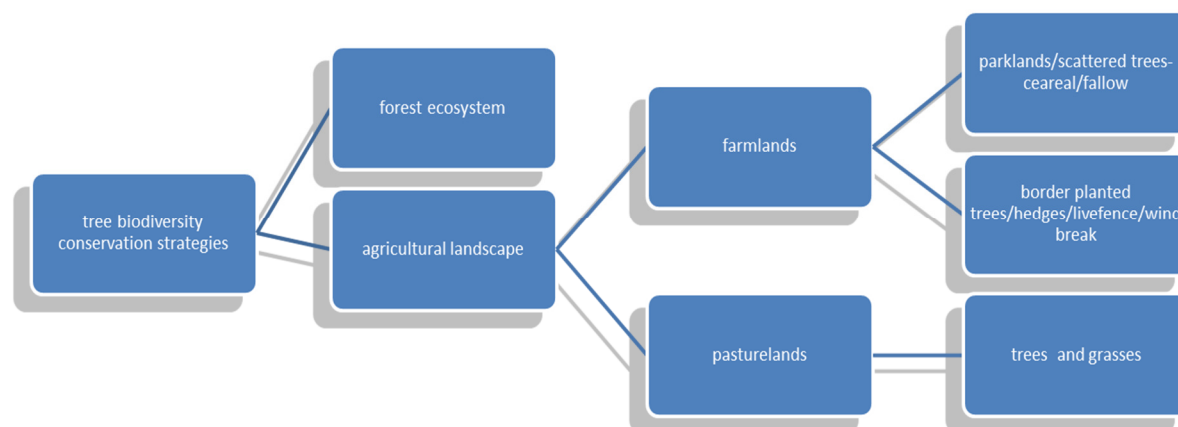 parklands/scattered trees-
ceareal/fallow
forest ecosystem
farmlands
tree biodiversity
conservation strategies
agricultural landscape
border planted
trees/hedges/livefence/wind
break
pasturelands
trees and grasses